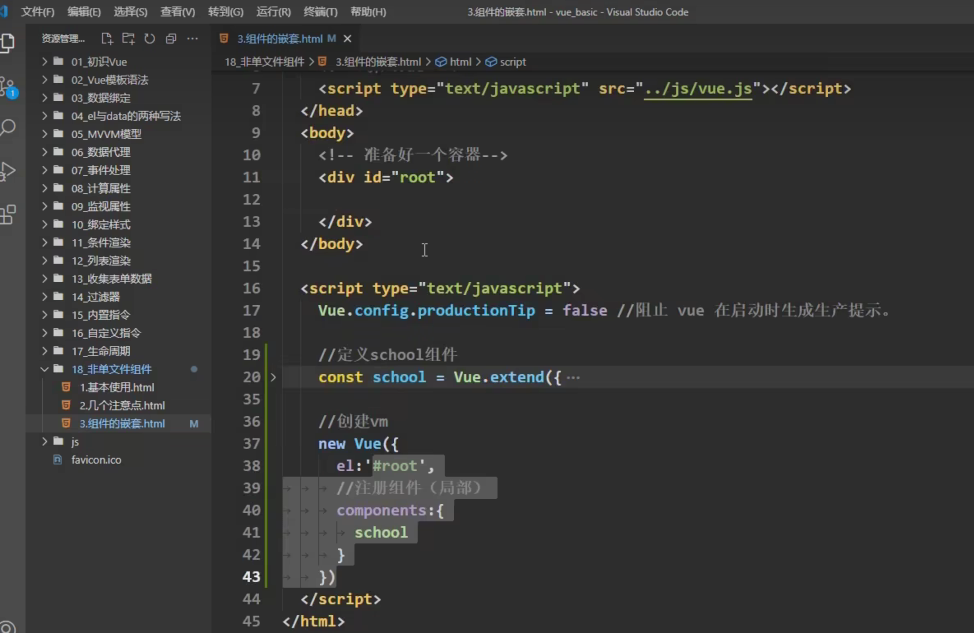 文件(F) 编辑(E) 选择(S) 查看(V) 转到(G) 运行(R) 终端(T) 帮助(H) 3.组件的嵌套.html - vue_basic - Visual Studio Code
资源管理... 3.组件的嵌套.html M
18_非单文件组件 > 3.组件的嵌套.html > html > script
01_初识Vue
02_Vue模板语法
03_数据绑定
04_el与data的两种写法
05_MVVM模型
06_数据代理
07_事件处理
08_计算属性
09_监视属性
10_绑定样式
11_条件渲染
12_列表渲染
13_收集表单数据
14_过滤器
15_内置指令
16_自定义指令
17_生命周期
18_非单文件组件
1.基本使用.html
2.几个注意点.html
3.组件的嵌套.html M
js
favicon.ico
1
7 <script type="text/javascript" src="../js/vue.js"></script>
8 </head>
9 <body>
10 <!-- 准备好一个容器-->
11 <div id="root">
12
13 </div>
14 </body>
15
16 <script type="text/javascript">
17 Vue.config.productionTip = false //阻止 vue 在启动时生成生产提示。
18
19 //定义school组件
20 const school = Vue.extend({ ···
35
36 //创建vm
37 new Vue({
38 el:'#root',
39 //注册组件（局部）
40 components:{
41 school
42 }
43 })
44 </script>
45 </html>